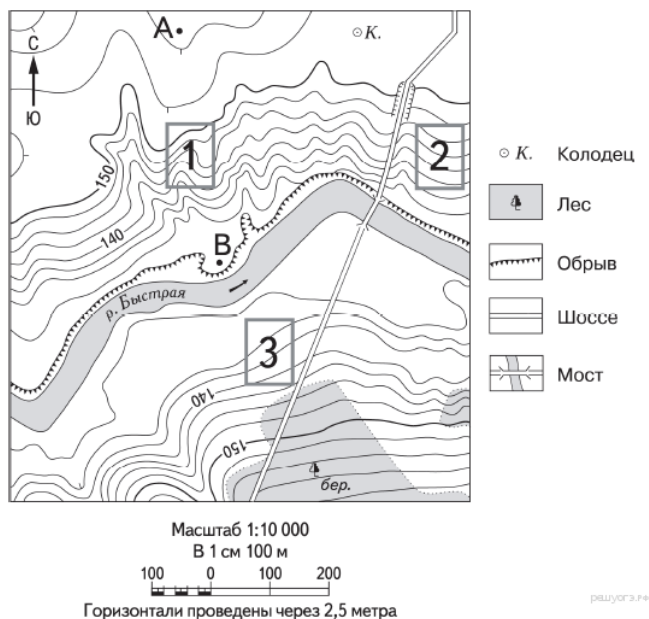 А
К.
С
Ю
1
2
К. Колодец
Лес
150
140
В
Обрыв
р. Быстрая
Шоссе
3
Мост
140
150
бер.
Масштаб 1:10 000
В 1 см 100 м
100 0 100 200
Горизонтали проведены через 2,5 метра
решуогэ.рф